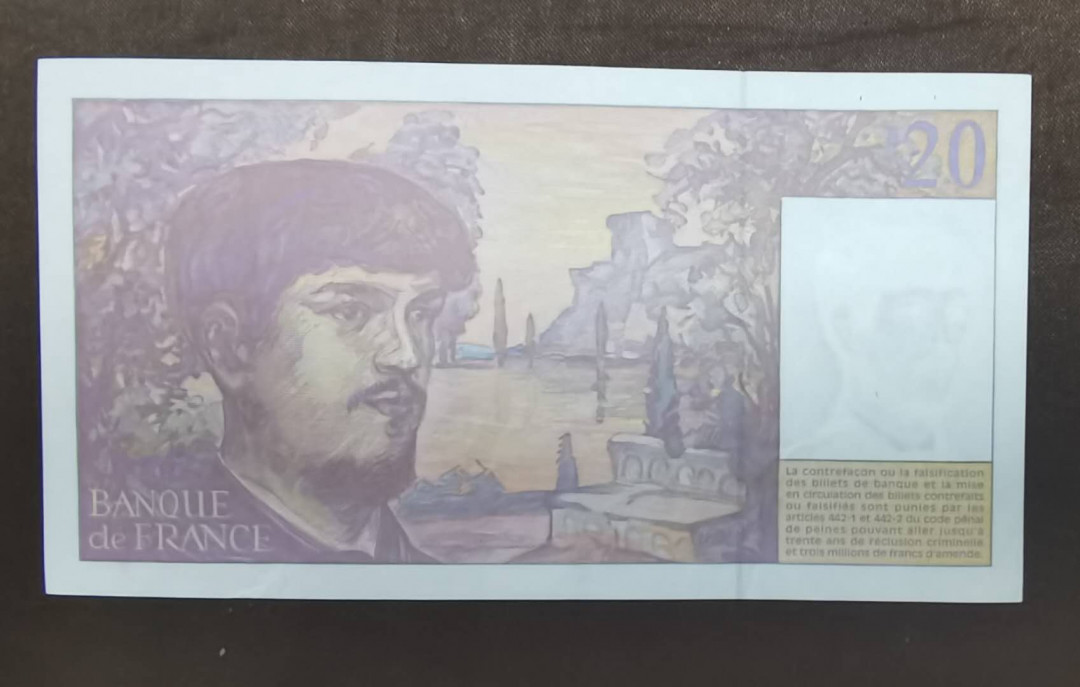 20
BANQUE
de FRANCE
La contrefaçon ou la falsification
des billets de banque et la mise
en circulation des billets contrefaits
ou falsifiés sont punies par les
articles 442-1 et 442-2 du code pénal
de peines pouvant aller jusqu'à
trente ans de réclusion criminelle
et trois millions de francs d'amende.